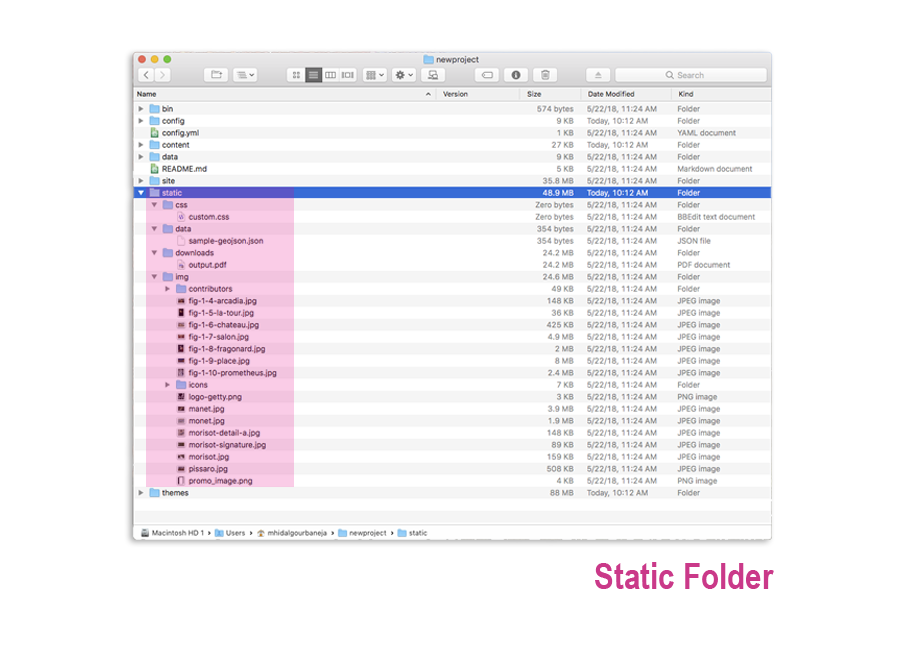 newproject
Search
Name Version Size Date Modified Kind
bin 574 bytes 5/22/18, 11:24 AM Folder
config 9 KB Today, 10:12 AM Folder
config.yml 1 KB Today, 10:12 AM YAML document
content 27 KB Today, 10:12 AM Folder
data 9 KB 5/22/18, 11:24 AM Folder
README.md 5 KB 5/22/18, 11:24 AM Markdown document
site 35.8 MB 5/22/18, 11:24 AM Folder
static 48.9 MB Today, 10:12 AM Folder
css Zero bytes 5/22/18, 11:24 AM Folder
custom.css Zero bytes 5/22/18, 11:24 AM BBEdit text document
data 354 bytes 5/22/18, 11:24 AM Folder
sample-geojson.json 354 bytes 5/22/18, 11:24 AM JSON file
downloads 24.2 MB 5/22/18, 11:24 AM Folder
output.pdf 24.2 MB 5/22/18, 11:24 AM PDF document
img 24.6 MB 5/22/18, 11:24 AM Folder
contributors 49 KB 5/22/18, 11:24 AM Folder
fig-1-4-arcadia.jpg 148 KB 5/22/18, 11:24 AM JPEG image
fig-1-5-la-tour.jpg 36 KB 5/22/18, 11:24 AM JPEG image
fig-1-6-chateau.jpg 425 KB 5/22/18, 11:24 AM JPEG image
fig-1-7-salon.jpg 4.9 MB 5/22/18, 11:24 AM JPEG image
fig-1-8-fragonard.jpg 2 MB 5/22/18, 11:24 AM JPEG image
fig-1-9-place.jpg 8 MB 5/22/18, 11:24 AM JPEG image
fig-1-10-prometheus.jpg 2.4 MB 5/22/18, 11:24 AM JPEG image
icons 7 KB 5/22/18, 11:24 AM Folder
logo-getty.png 3 KB 5/22/18, 11:24 AM PNG image
manet.jpg 3.9 MB 5/22/18, 11:24 AM JPEG image
monet.jpg 1.9 MB 5/22/18, 11:24 AM JPEG image
morisot-detail-a.jpg 148 KB 5/22/18, 11:24 AM JPEG image
morisot-signature.jpg 89 KB 5/22/18, 11:24 AM JPEG image
morisot.jpg 159 KB 5/22/18, 11:24 AM JPEG image
pissaro.jpg 508 KB 5/22/18, 11:24 AM JPEG image
promo_image.png 4 KB 5/22/18, 11:24 AM PNG image
themes 88 MB Today, 10:12 AM Folder
Macintosh HD 1 › Users › mhidalgourbaneja › newproject › static
Static Folder